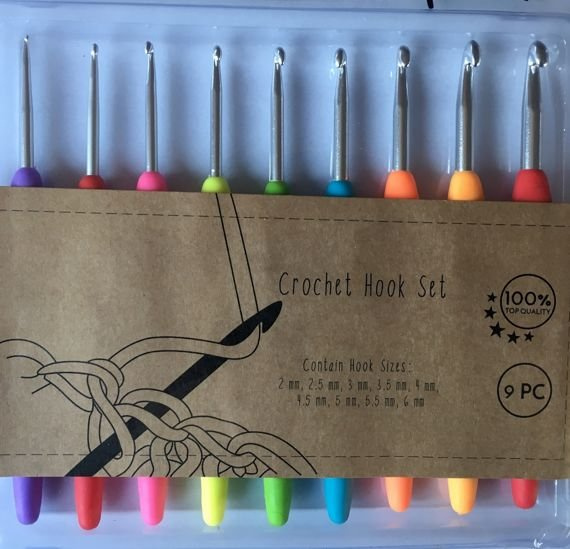 Crochet Hook Set
100%
TOP QUALITY
Contain Hook Sizes:
2 mm, 2.5 mm, 3 mm, 3.5 mm, 4 mm,
4.5 mm, 5 mm, 5.5 mm, 6 mm
9 PC